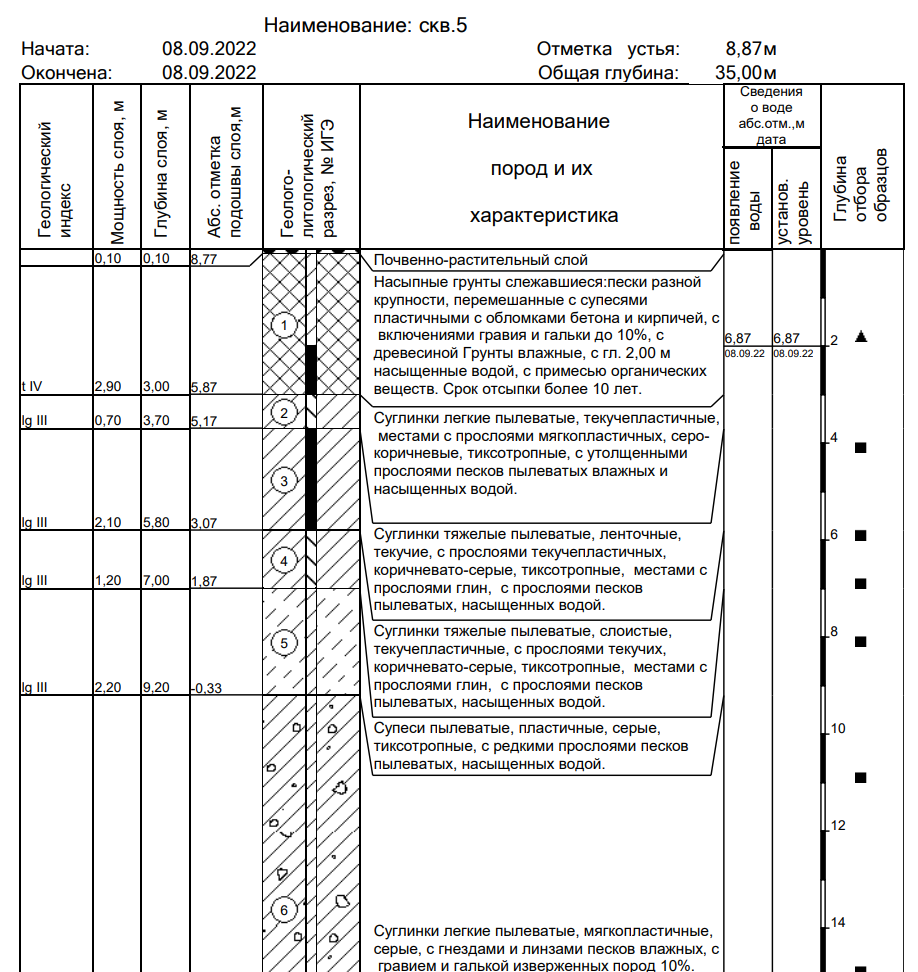 Наименование: скв.5
Начата: 08.09.2022 Отметка устья: 8,87м
Окончена: 08.09.2022 Общая глубина: 35,00м
Геологический индекс
Мощность слоя, м
Глубина слоя, м
Абс. отметка подошвы слоя,м
Геолого-литологический разрез, № ИГЭ
Наименование
пород и их
характеристика
Сведения
о воде
абс.отм.,м
дата
появление воды
установ. уровень
Глубина отбора образцов
0,10 0,10 8,77
Почвенно-растительный слой
Насыпные грунты слежавшиеся:пески разной
крупности, перемешанные с супесями
пластичными с обломками бетона и кирпичей, с
включениями гравия и гальки до 10%, с
древесиной Грунты влажные, с гл. 2,00 м
насыщенные водой, с примесью органических
веществ. Срок отсыпки более 10 лет.
1
6,87 6,87
08.09.22 08.09.22
2
t IV 2,90 3,00 5,87
lg III 0,70 3,70 5,17
2
Суглинки легкие пылеватые, текучепластичные,
местами с прослоями мягкопластичных, серо-
коричневые, тиксотропные, с утолщенными
прослоями песков пылеватых влажных и
насыщенных водой.
4
3
lg III 2,10 5,80 3,07
Суглинки тяжелые пылеватые, ленточные,
текучие, с прослоями текучепластичных,
коричневато-серые, тиксотропные, местами с
прослоями глин, с прослоями песков
пылеватых, насыщенных водой.
6
4
lg III 1,20 7,00 1,87
Суглинки тяжелые пылеватые, слоистые,
текучепластичные, с прослоями текучих,
коричневато-серые, тиксотропные, местами с
прослоями глин, с прослоями песков
пылеватых, насыщенных водой.
8
5
lg III 2,20 9,20 -0,33
Супеси пылеватые, пластичные, серые,
тиксотропные, с редкими прослоями песков
пылеватых, насыщенных водой.
10
12
14
6
Суглинки легкие пылеватые, мягкопластичные,
серые, с гнездами и линзами песков влажных, с
гравием и галькой изверженных пород 10%.